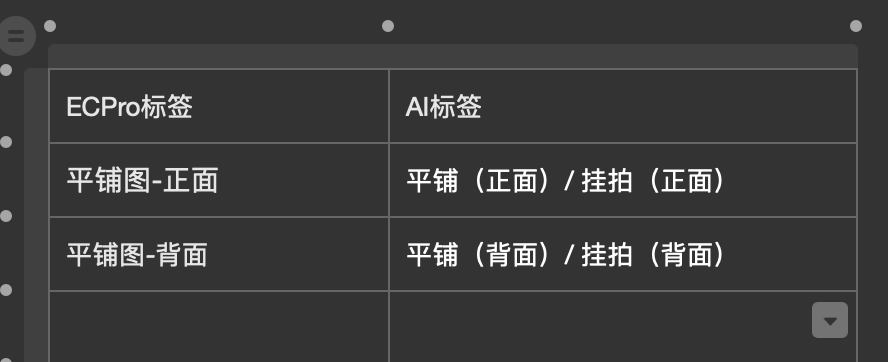 ECPro标签
AI标签
平铺图-正面
平铺（正面）/ 挂拍（正面）
平铺图-背面
平铺（背面）/ 挂拍（背面）